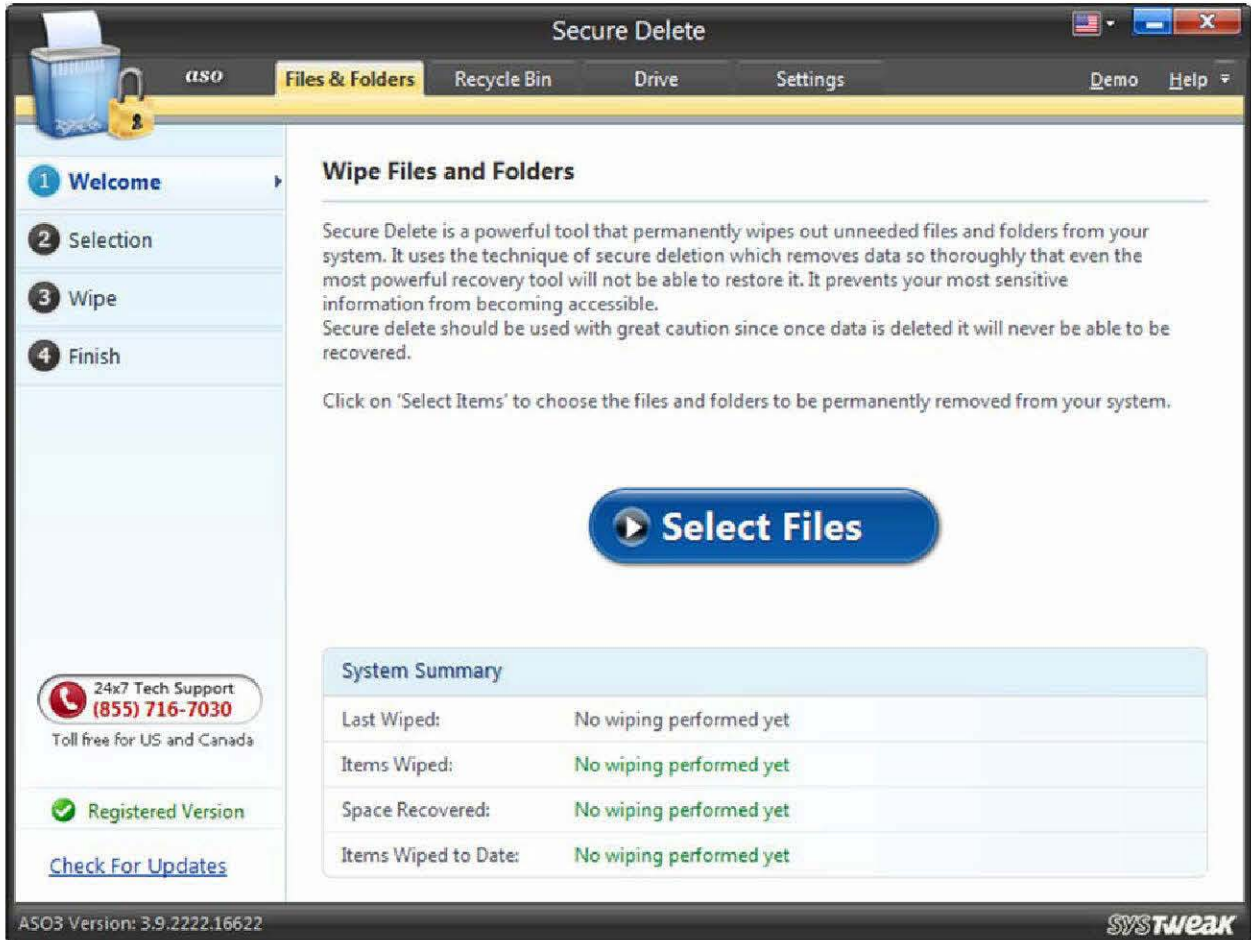 Secure Delete
aso
Files & Folders Recycle Bin Drive Settings Demo Help
1 Welcome
2 Selection
3 Wipe
4 Finish
Wipe Files and Folders
Secure Delete is a powerful tool that permanently wipes out unneeded files and folders from your
system. It uses the technique of secure deletion which removes data so thoroughly that even the
most powerful recovery tool will not be able to restore it. It prevents your most sensitive
information from becoming accessible.
Secure delete should be used with great caution since once data is deleted it will never be able to be
recovered.
Click on 'Select Items' to choose the files and folders to be permanently removed from your system.
Select Files
System Summary
Last Wiped: No wiping performed yet
Items Wiped: No wiping performed yet
Space Recovered: No wiping performed yet
Items Wiped to Date: No wiping performed yet
24x7 Tech Support
(855) 716-7030
Toll free for US and Canada
Registered Version
Check For Updates
ASO3 Version: 3.9.2222.16622
SYSTweak